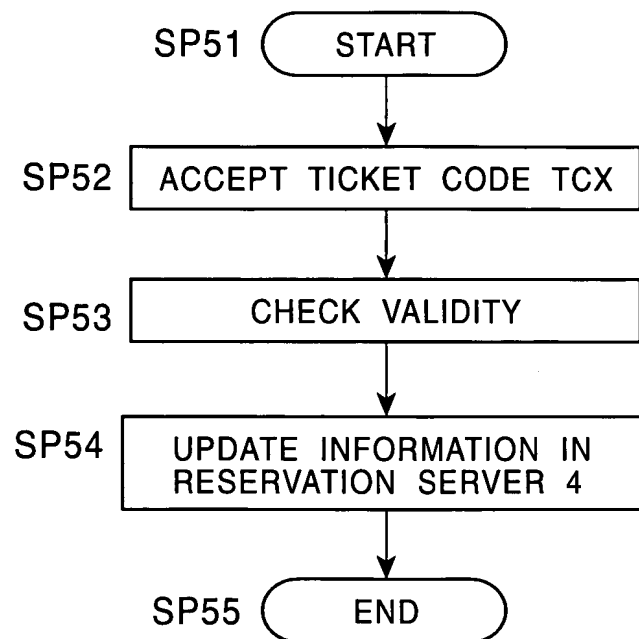 SP51 START
SP52 ACCEPT TICKET CODE TCX
SP53 CHECK VALIDITY
SP54 UPDATE INFORMATION IN
RESERVATION SERVER 4
SP55 END